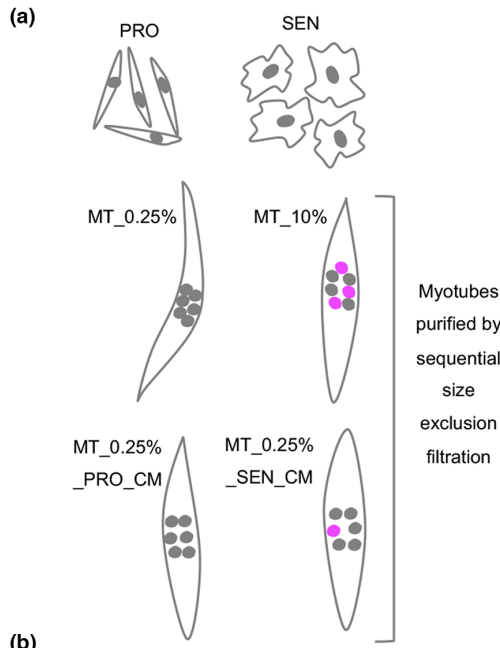 (a)
PRO
SEN
MT_0.25%
MT_10%
Myotubes
purified by
sequential
size
exclusion
filtration
MT_0.25%
_PRO_CM
MT_0.25%
_SEN_CM
(b)